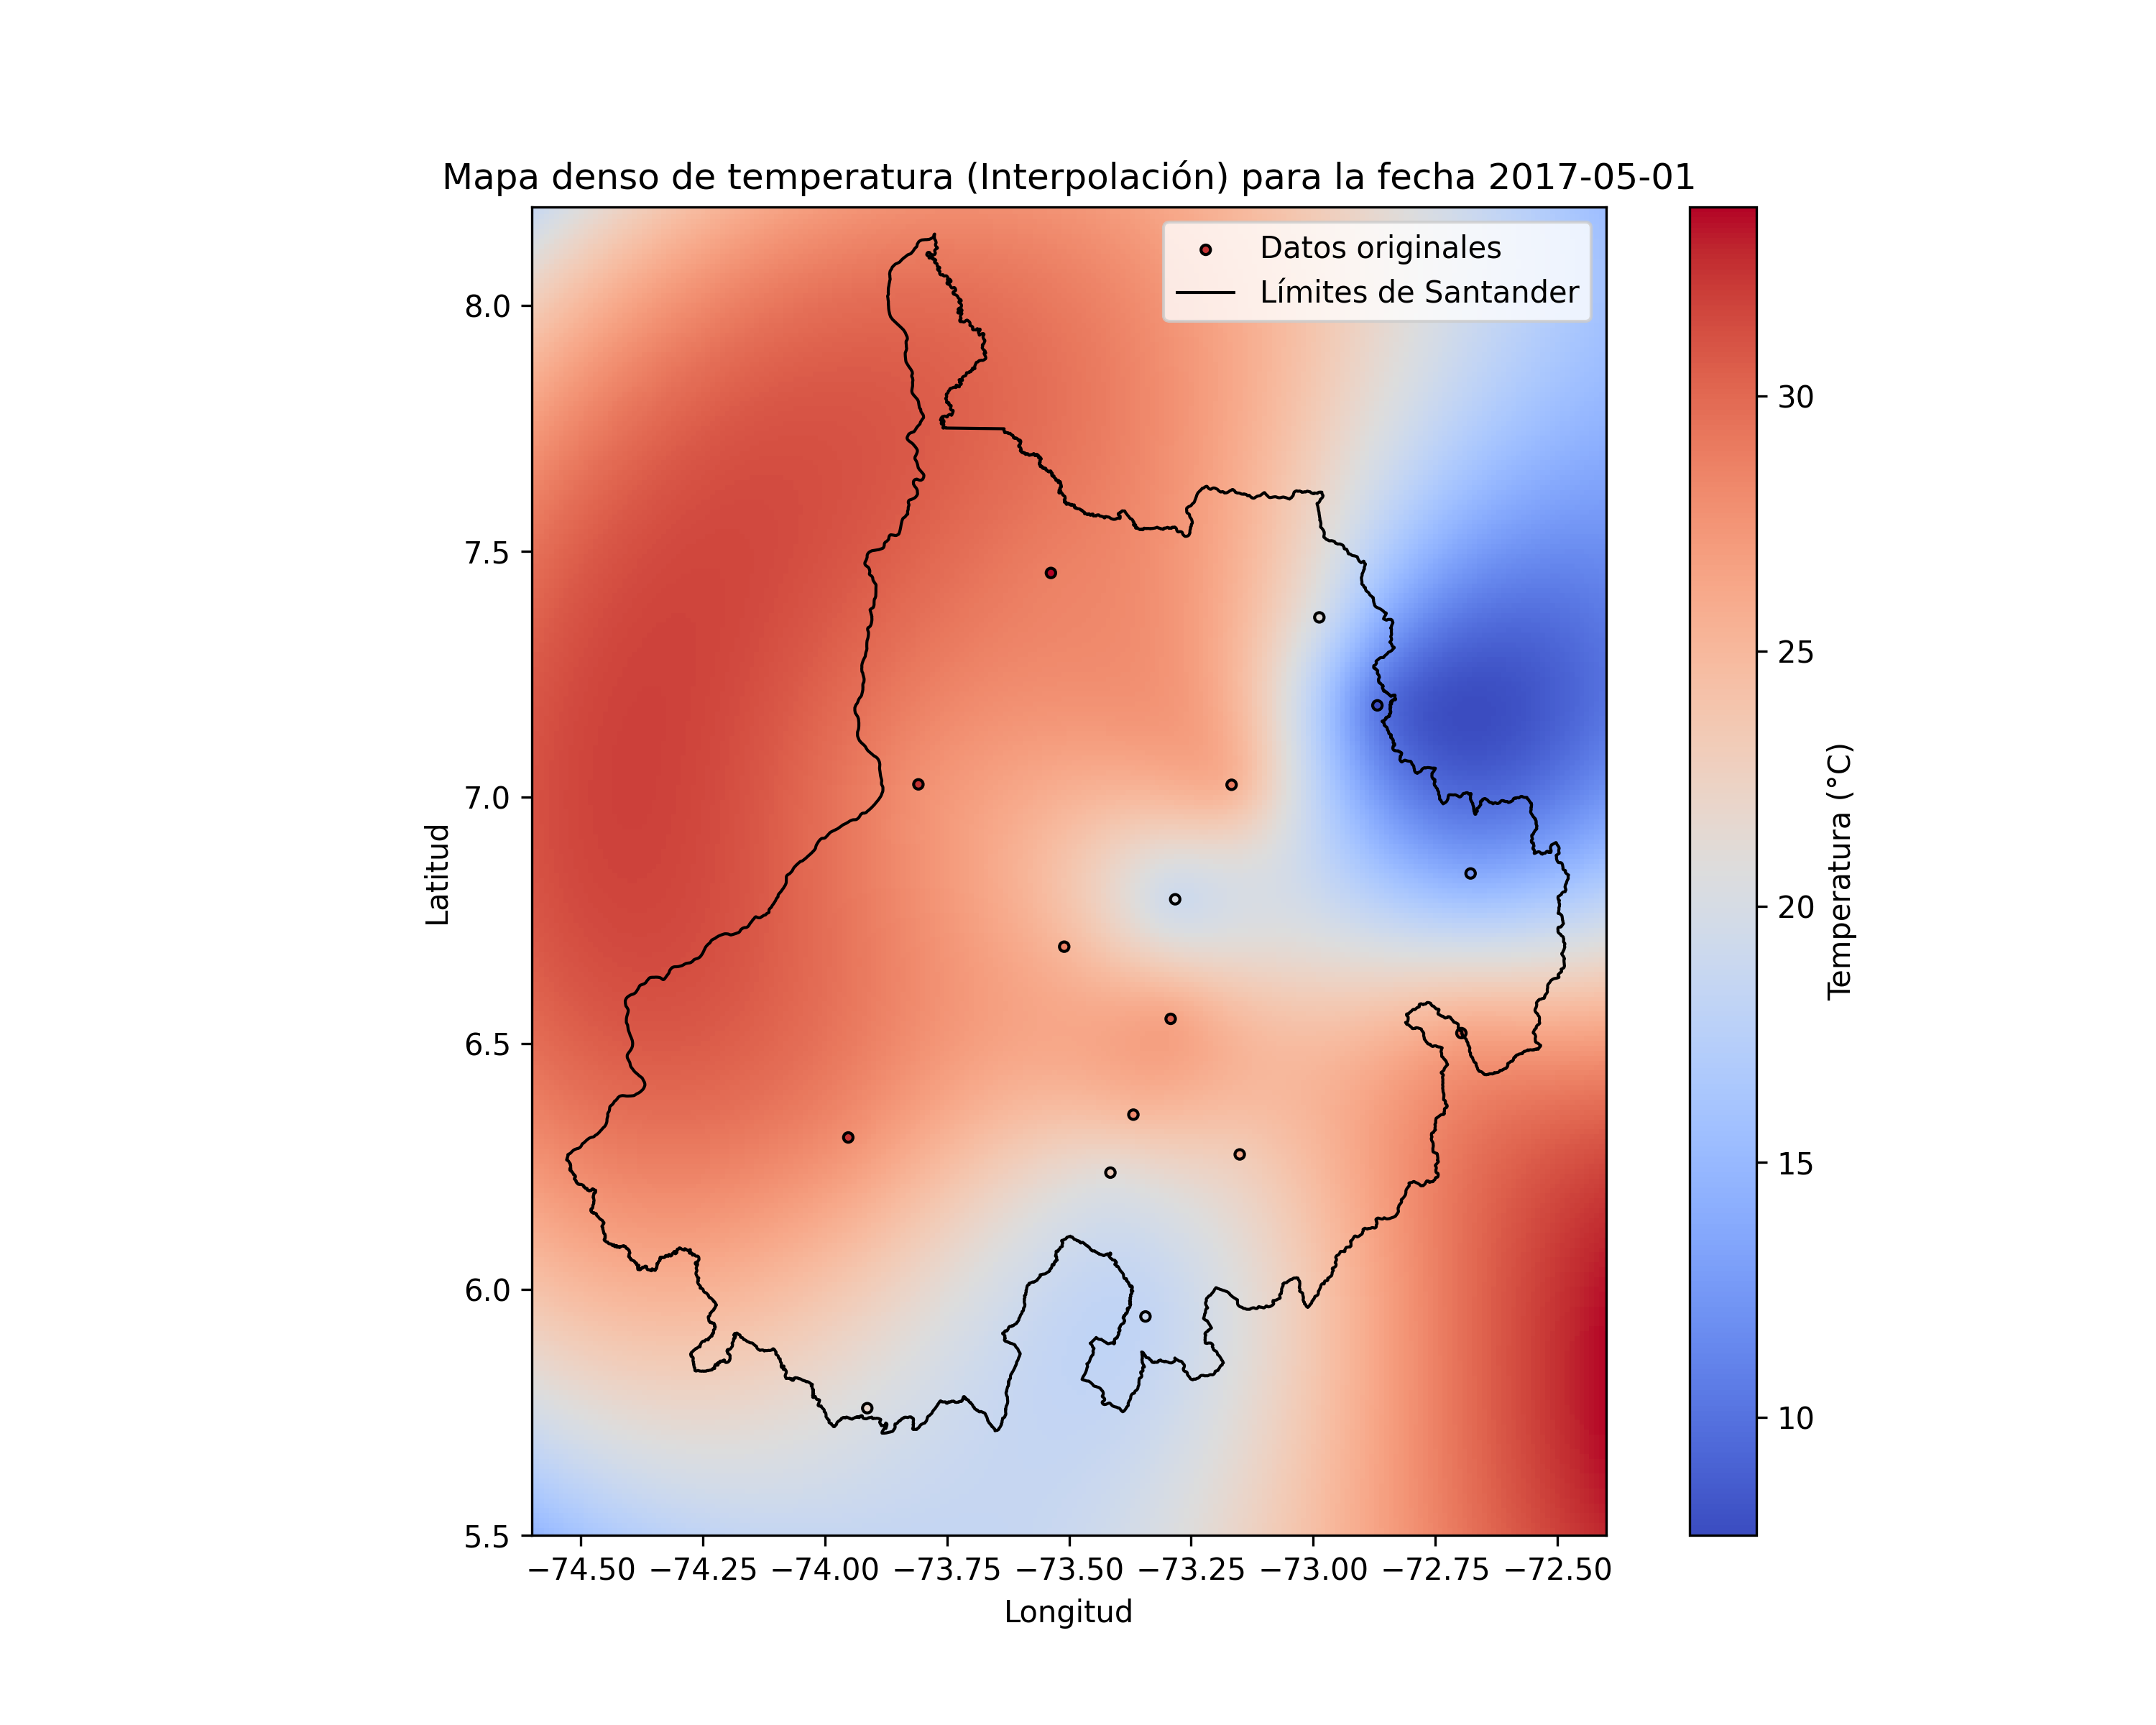 Mapa denso de temperatura (Interpolación) para la fecha 2017-05-01
Datos originales
Límites de Santander
8.0
7.5
7.0
6.5
6.0
5.5
Latitud
−74.50 −74.25 −74.00 −73.75 −73.50 −73.25 −73.00 −72.75 −72.50
Longitud
30
25
20
15
10
Temperatura (°C)